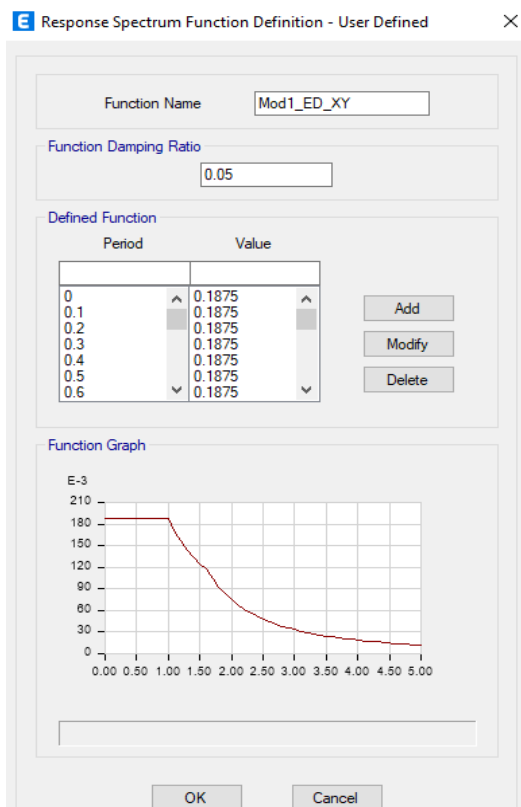 E Response Spectrum Function Definition - User Defined
Function Name Mod1_ED_XY
Function Damping Ratio
0.05
Defined Function
Period Value
0 0.1875
0.1 0.1875
0.2 0.1875
0.3 0.1875
0.4 0.1875
0.5 0.1875
0.6 0.1875
Add
Modify
Delete
Function Graph
E-3
210
180
150
120
90
60
30
0
0.00 0.50 1.00 1.50 2.00 2.50 3.00 3.50 4.00 4.50 5.00
OK Cancel